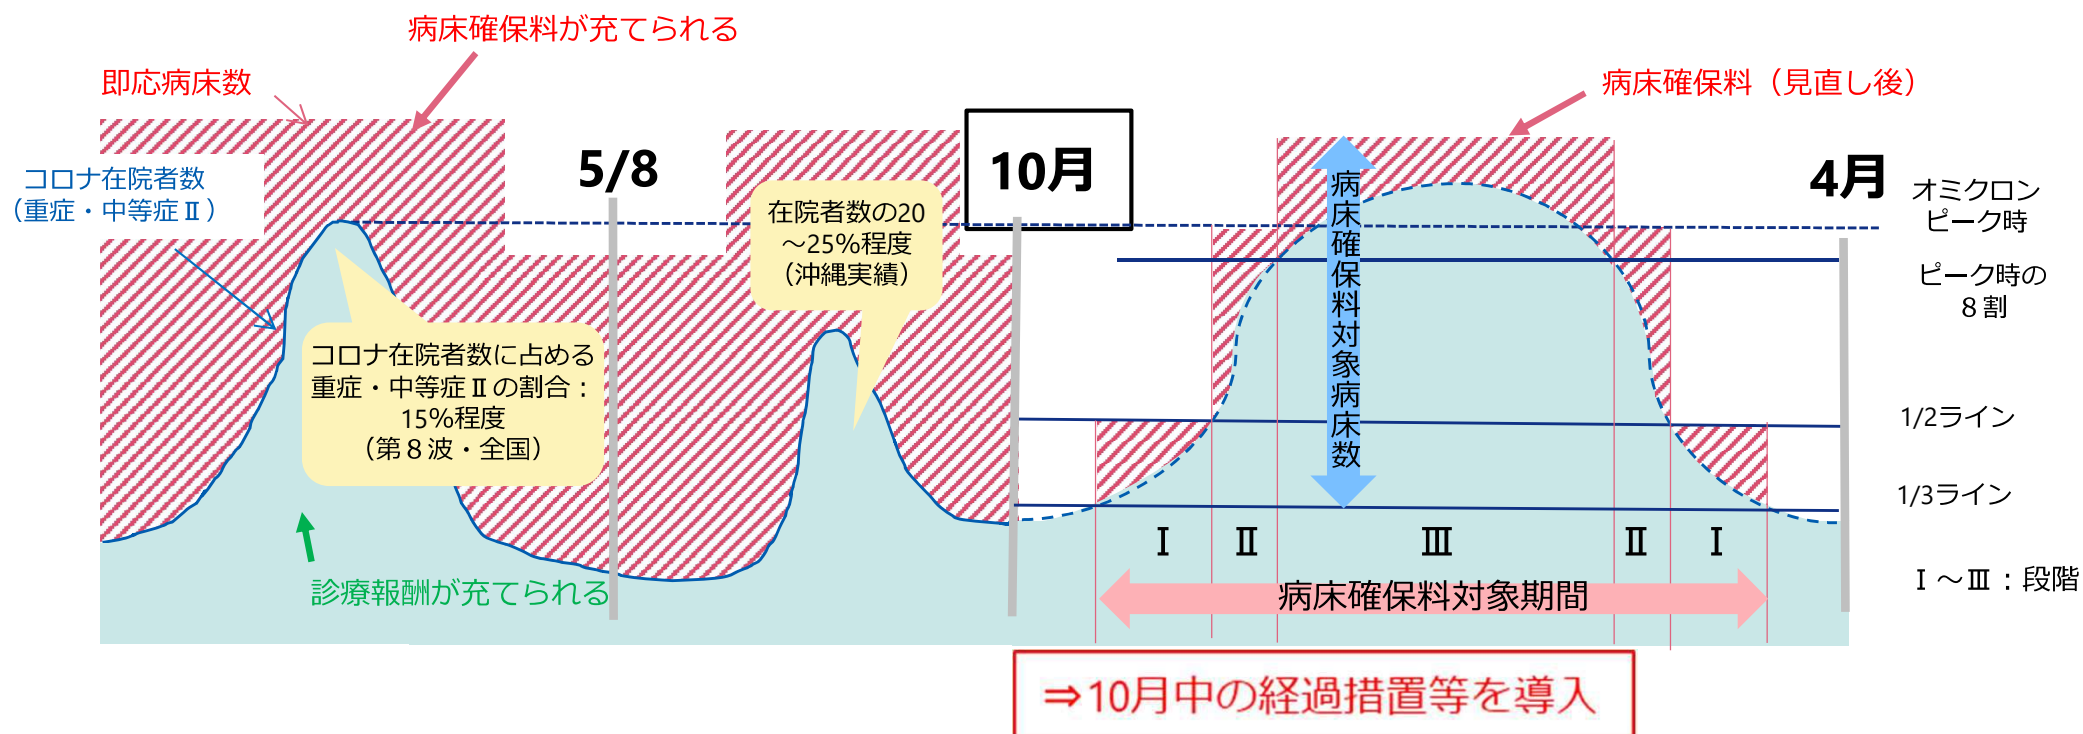 病床確保料が充てられる
即応病床数
病床確保料（見直し後）
コロナ在院者数
（重症・中等症Ⅱ）
5/8
10月
4月
在院者数の20
～25%程度
（沖縄実績）
オミクロン
ピーク時
ピーク時の
８割
病床確保料対象病床数
コロナ在院者数に占める
重症・中等症Ⅱの割合：
15%程度
（第８波・全国）
1/2ライン
1/3ライン
Ⅰ Ⅱ Ⅲ Ⅱ Ⅰ
診療報酬が充てられる
病床確保料対象期間
Ⅰ～Ⅲ：段階
⇒10月中の経過措置等を導入